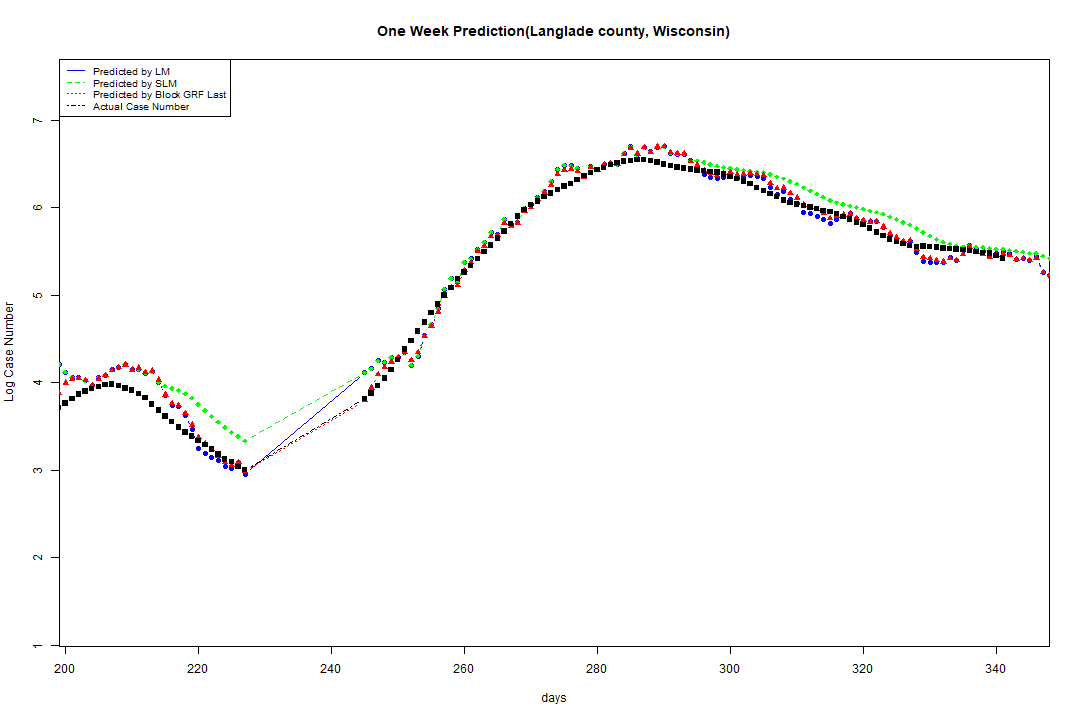 One Week Prediction(Langlade county, Wisconsin)
Predicted by LM
Predicted by SLM
Predicted by Block GRF Last
Actual Case Number
Log Case Number
7
6
5
4
3
2
1
200 220 240 260 280 300 320 340
days